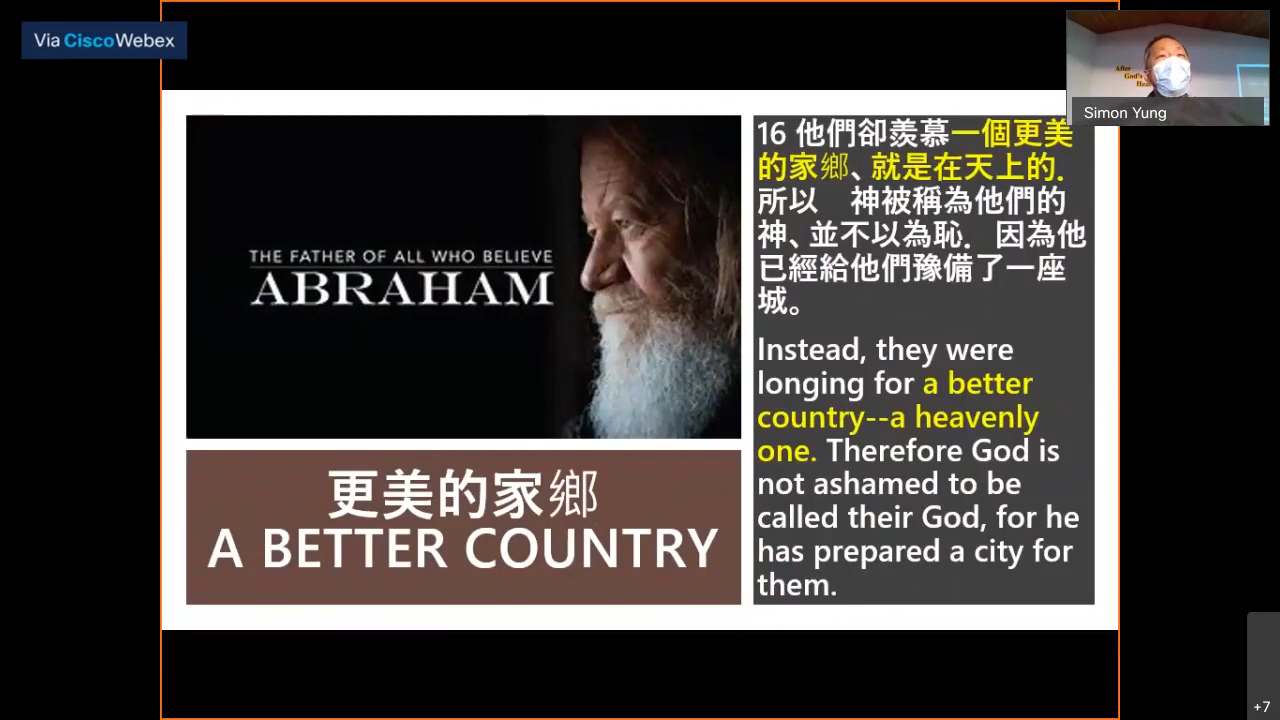 Via CiscoWebex
After
God's
Simon Yung
THE FATHER OF ALL WHO BELIEVE
ABRAHAM
更美的家鄉
A BETTER COUNTRY
16 他們卻羨慕一個更美
的家鄉、就是在天上的．
所以　神被稱為他們的
神、並不以為恥．因為他
已經給他們豫備了一座
城。
Instead, they were
longing for a better
country--a heavenly
one. Therefore God is
not ashamed to be
called their God, for he
has prepared a city for
them.
+7